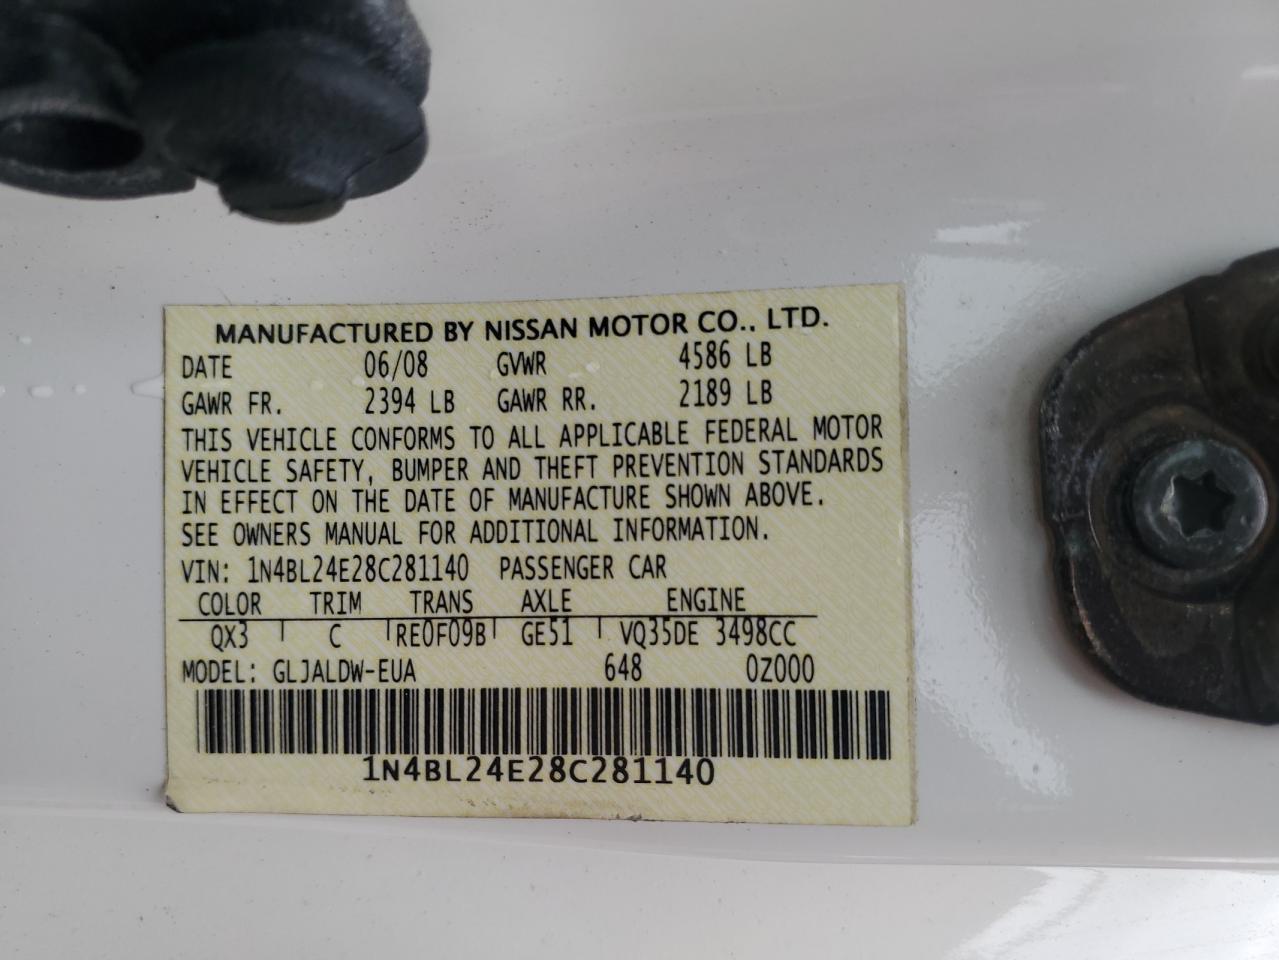 MANUFACTURED BY NISSAN MOTOR CO., LTD.
DATE 06/08 GVWR 4586 LB
GAWR FR. 2394 LB GAWR RR. 2189 LB
THIS VEHICLE CONFORMS TO ALL APPLICABLE FEDERAL MOTOR
VEHICLE SAFETY, BUMPER AND THEFT PREVENTION STANDARDS
IN EFFECT ON THE DATE OF MANUFACTURE SHOWN ABOVE.
SEE OWNERS MANUAL FOR ADDITIONAL INFORMATION.
VIN: 1N4BL24E28C281140 PASSENGER CAR
COLOR TRIM TRANS AXLE ENGINE
QX3 C RE0F09B GE51 VQ35DE 3498CC
MODEL: GLJALDW-EUA 648 0Z000
1N4BL24E28C281140